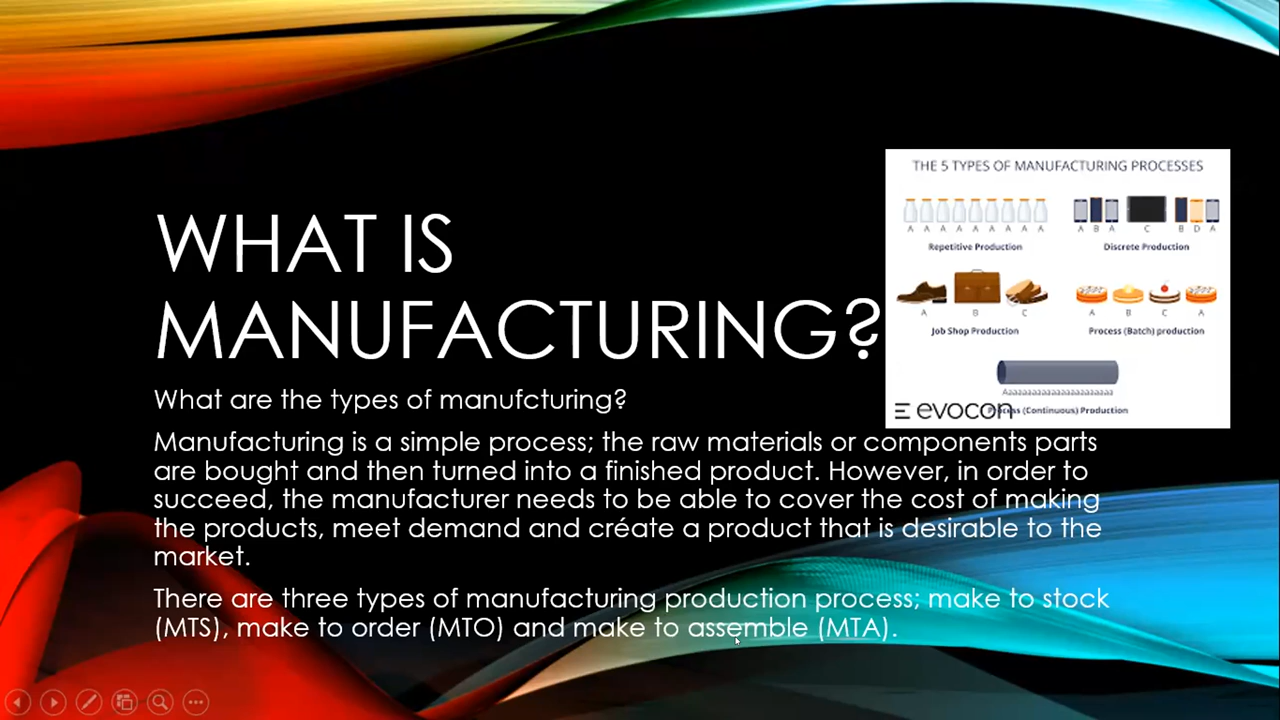 WHAT IS
MANUFACTURING?
What are the types of manufcturing?
Manufacturing is a simple process; the raw materials or components parts
are bought and then turned into a finished product. However, in order to
succeed, the manufacturer needs to be able to cover the cost of making
the products, meet demand and créate a product that is desirable to the
market.
There are three types of manufacturing production process; make to stock
(MTS), make to order (MTO) and make to assemble (MTA).
THE 5 TYPES OF MANUFACTURING PROCESSES
A A A A A A A A A
Repetitive Production
A B A C B D A
Discrete Production
A B C
Job Shop Production
A B C A
Process (Batch) production
evocon
(Continuous) Production